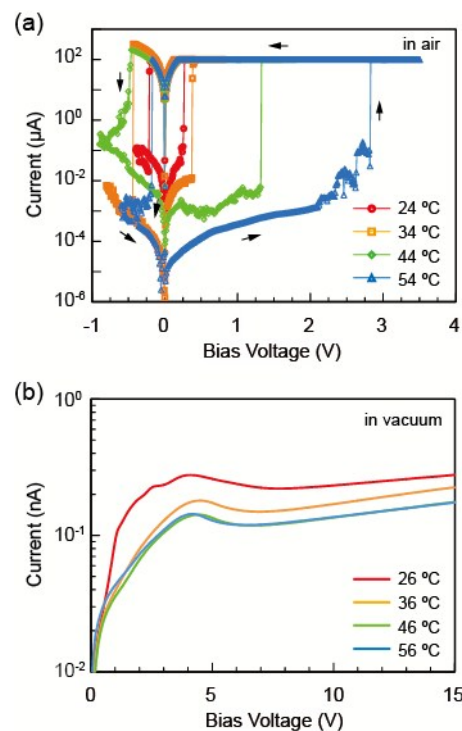 (a)
in air
10²
10⁰
10⁻²
10⁻⁴
10⁻⁶
Current (µA)
24 ºC
34 ºC
44 ºC
54 ºC
-1 0 1 2 3 4
Bias Voltage (V)
(b)
in vacuum
10⁰
10⁻¹
10⁻²
Current (nA)
26 ºC
36 ºC
46 ºC
56 ºC
0 5 10 15
Bias Voltage (V)